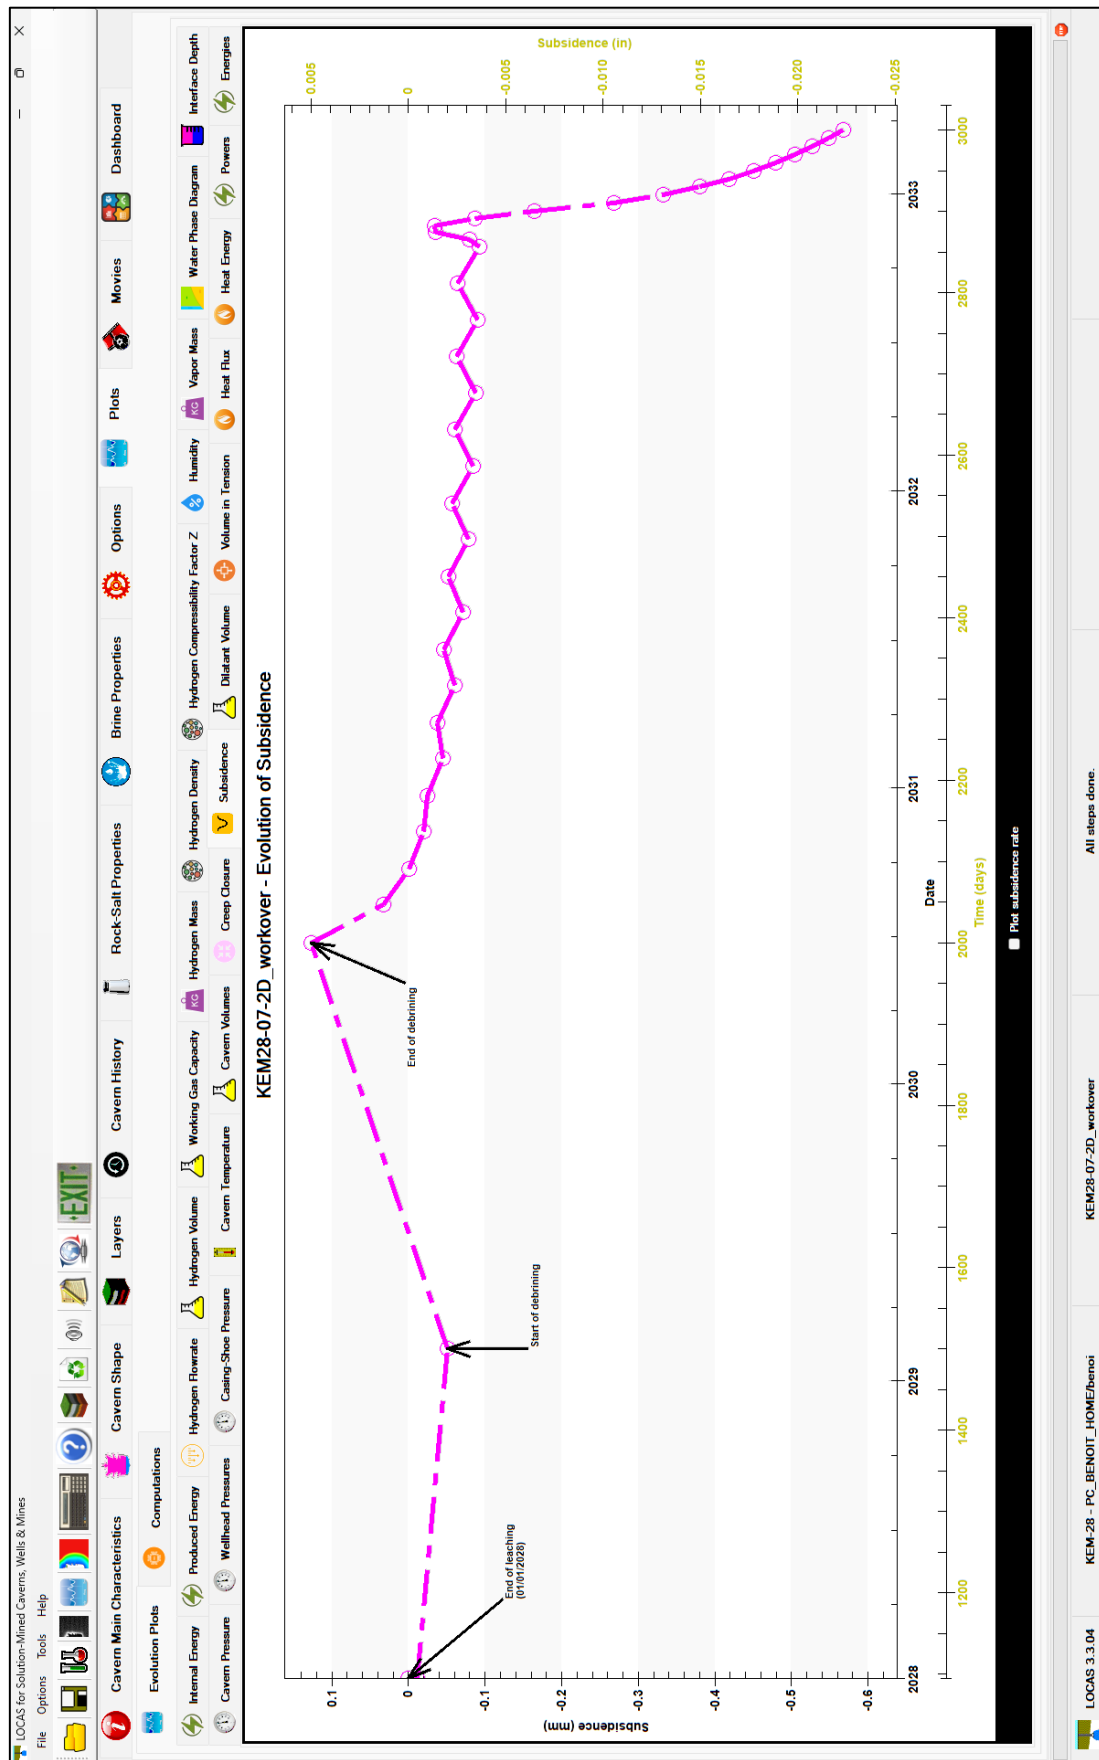 LOCAS for Solution-Mined Caverns, Wells & Mines
File Options Tools Help
EXIT
Cavern Main Characteristics Cavern Shape Layers Cavern History Rock-Salt Properties Brine Properties Options Plots Movies Dashboard
Evolution Plots Computations
Internal Energy Produced Energy Hydrogen Flowrate Hydrogen Volume Working Gas Capacity KG Hydrogen Mass Hydrogen Density Hydrogen Compressibility Factor Z Humidity KG Vapor Mass Water Phase Diagram Interface Depth
Cavern Pressure Wellhead Pressures Casing-Shoe Pressure Cavern Temperature Cavern Volumes Creep Closure Subsidence Dilatant Volume Volume in Tension Heat Flux Heat Energy Powers Energies
KEM28-07-2D_workover - Evolution of Subsidence
Subsidence (mm)
0.1
0
-0.1
-0.2
-0.3
-0.4
-0.5
-0.6
Subsidence (in)
0.005
0
-0.005
-0.010
-0.015
-0.020
-0.025
End of leaching
(01/01/2028)
Start of debrining
End of debrining
2028 2029 2030 2031 2032 2033
Date
1200 1400 1600 1800 2000 2200 2400 2600 2800 3000
Time (days)
Plot subsidence rate
LOCAS 3.3.04 KEM-28 - PC_BENOIT_HOME/benoi KEM28-07-2D_workover All steps done.